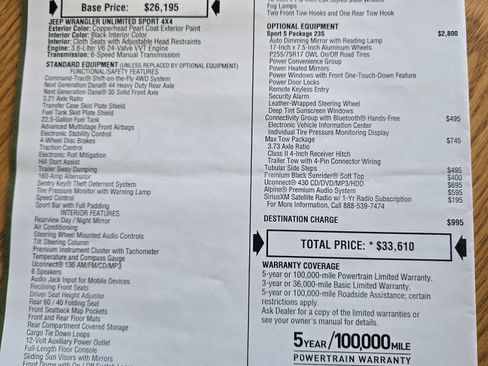 Base Price: $26,195
JEEP WRANGLER UNLIMITED SPORT 4X4
Exterior Color: Copperhead Pearl Coat Exterior Paint
Interior Color: Black Interior Color
Interior: Cloth Seats with Adjustable Head Restraints
Engine: 3.6-Liter V6 24-Valve VVT Engine
Transmission: 6-Speed Manual Transmission
STANDARD EQUIPMENT (UNLESS REPLACED BY OPTIONAL EQUIPMENT)
FUNCTIONAL/SAFETY FEATURES
Command-Trac® Shift-on-the-Fly 4WD System
Next Generation Dana® 44 Heavy Duty Rear Axle
Next Generation Dana® 30 Solid Front Axle
3.21 Axle Ratio
Transfer Case Skid Plate Shield
Fuel Tank Skid Plate Shield
22.5-Gallon Fuel Tank
Advanced Multistage Front Airbags
Electronic Stability Control
4-Wheel Disc Brakes
Traction Control
Electronic Roll Mitigation
Hill Start Assist
Trailer Sway Damping
160-Amp Alternator
Sentry Key® Theft Deterrent System
Tire Pressure Monitor with Warning Lamp
Speed Control
Sport Bar with Full Padding
INTERIOR FEATURES
Rearview Day / Night Mirror
Air Conditioning
Steering Wheel Mounted Audio Controls
Tilt Steering Column
Premium Instrument Cluster with Tachometer
Temperature and Compass Gauge
Uconnect® 130 AM/FM/CD/MP3
6 Speakers
Audio Jack Input for Mobile Devices
Reclining Front Seats
Driver Seat Height Adjuster
Rear 60 / 40 Folding Seat
Front Seatback Map Pockets
Front and Rear Floor Mats
Rear Compartment Covered Storage
Cargo Tie Down Loops
12-Volt Auxiliary Power Outlet
Full-Length Floor Console
Sliding Sun Visors with Mirrors
Fog Lamps
Two Front Tow Hooks and One Rear Tow Hook
OPTIONAL EQUIPMENT
Sport S Package 23S $2,800
Auto Dimming Mirror with Reading Lamp
17-Inch x 7.5-Inch Aluminum Wheels
P255/75R17 OWL On/Off Road Tires
Power Convenience Group
Power Heated Mirrors
Power Windows with Front One-Touch Down Feature
Power Door Locks
Remote Keyless Entry
Security Alarm
Leather-Wrapped Steering Wheel
Deep Tint Sunscreen Windows
Connectivity Group with Bluetooth® Hands-Free $495
Electronic Vehicle Information Center
Individual Tire Pressure Monitoring Display
Max Tow Package $745
3.73 Axle Ratio
Class II 4-Inch Receiver Hitch
Trailer Tow with 4-Pin Connector Wiring
Tubular Side Steps $495
Premium Black Sunrider® Soft Top $400
Uconnect® 430 CD/DVD/MP3/HDD $695
Alpine® Premium Audio System $595
SiriusXM Satellite Radio w/ 1-Yr Radio Subscription $195
For More Information, Call 888-539-7474
DESTINATION CHARGE $995
TOTAL PRICE: * $33,610
WARRANTY COVERAGE
5-year or 100,000-mile Powertrain Limited Warranty.
3-year or 36,000-mile Basic Limited Warranty.
5-year or 100,000-mile Roadside Assistance; certain
restrictions apply.
Ask Dealer for a copy of the limited warranties or
see your owner's manual for details.
5YEAR/100,000MILE
POWERTRAIN WARRANTY